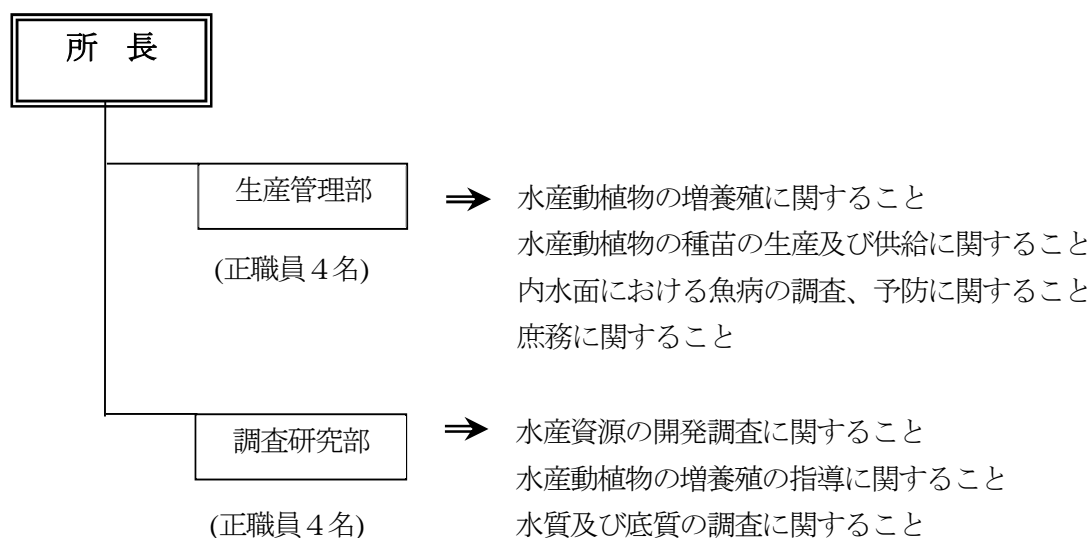 所 長
生産管理部
(正職員４名)
⇒ 水産動植物の増養殖に関すること
水産動植物の種苗の生産及び供給に関すること
内水面における魚病の調査、予防に関すること
庶務に関すること
調査研究部
(正職員４名)
⇒ 水産資源の開発調査に関すること
水産動植物の増養殖の指導に関すること
水質及び底質の調査に関すること